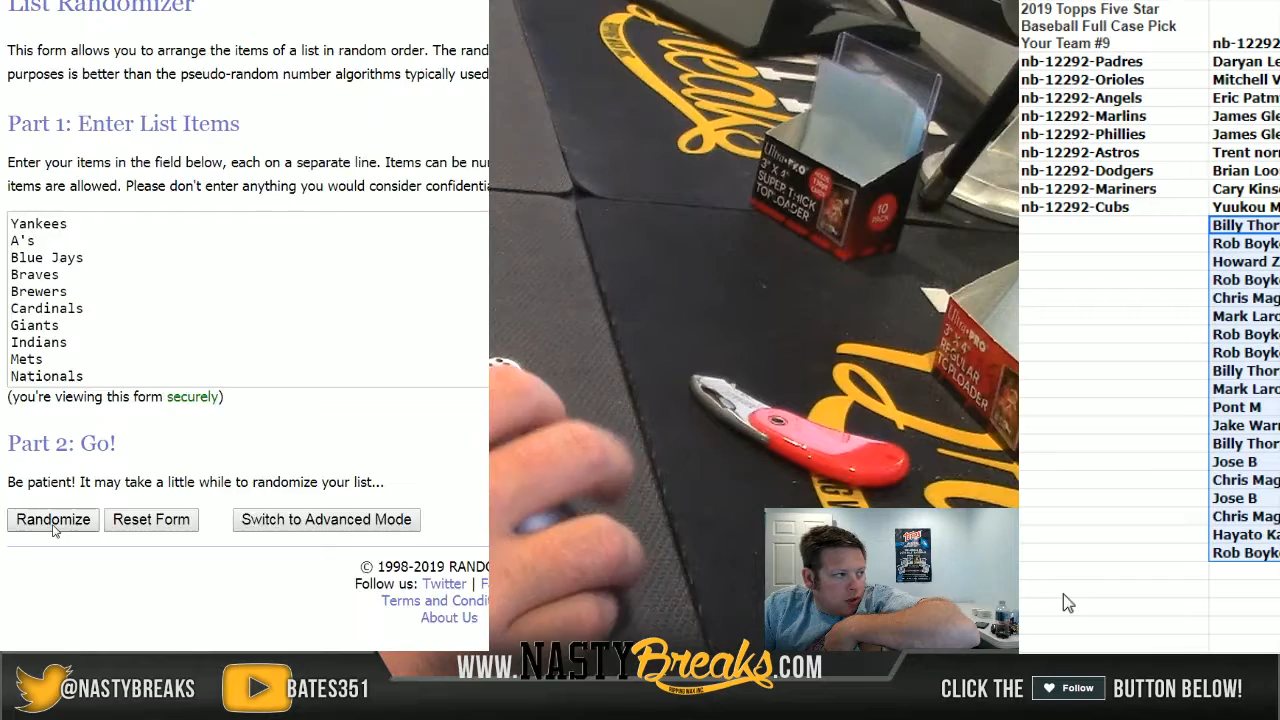 List Randomizer
This form allows you to arrange the items of a list in random order. The rand
purposes is better than the pseudo-random number algorithms typically used
Part 1: Enter List Items
Enter your items in the field below, each on a separate line. Items can be nu
items are allowed. Please don't enter anything you would consider confidenti
Yankees
A's
Blue Jays
Braves
Brewers
Cardinals
Giants
Indians
Mets
Nationals
(you're viewing this form securely)
Part 2: Go!
Be patient! It may take a little while to randomize your list...
Randomize
Reset Form
Switch to Advanced Mode
© 1998-2019 RANDO
Follow us: Twitter | F
Terms and Condi
About Us
Ultra PRO
3" X 4"
SUPER THICK
TOPLOADER
10
PACK
Ultra PRO
3" X 4"
REGULAR
TOPLOADER
2019 Topps Five Star
Baseball Full Case Pick
Your Team #9
nb-12292
nb-12292-Padres Daryan Le
nb-12292-Orioles Mitchell V
nb-12292-Angels Eric Patm
nb-12292-Marlins James Gle
nb-12292-Phillies James Gle
nb-12292-Astros Trent norr
nb-12292-Dodgers Brian Loo
nb-12292-Mariners Cary Kins
nb-12292-Cubs Yuukou M
Billy Thor
Rob Boyk
Howard Z
Rob Boyk
Chris Mag
Mark Laro
Rob Boyk
Rob Boyk
Billy Thor
Mark Laro
Pont M
Jake Warr
Billy Thor
Jose B
Chris Mag
Jose B
Chris Mag
Hayato Ka
Rob Boyk
Topps
@NASTYBREAKS
BATES351
WWW.NASTYBreaks.COM
RIPPING WAX INC.
CLICK THE Follow BUTTON BELOW!